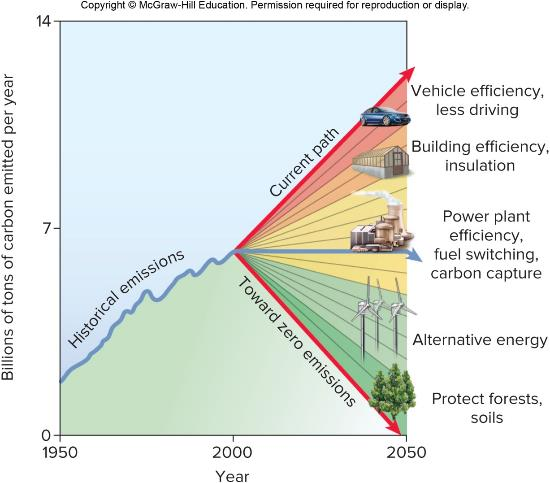 Copyright © McGraw-Hill Education. Permission required for reproduction or display.
14
7
0
Billions of tons of carbon emitted per year
Historical emissions
Current path
Toward zero emissions
Vehicle efficiency,
less driving
Building efficiency,
insulation
Power plant
efficiency,
fuel switching,
carbon capture
Alternative energy
Protect forests,
soils
1950
2000
2050
Year